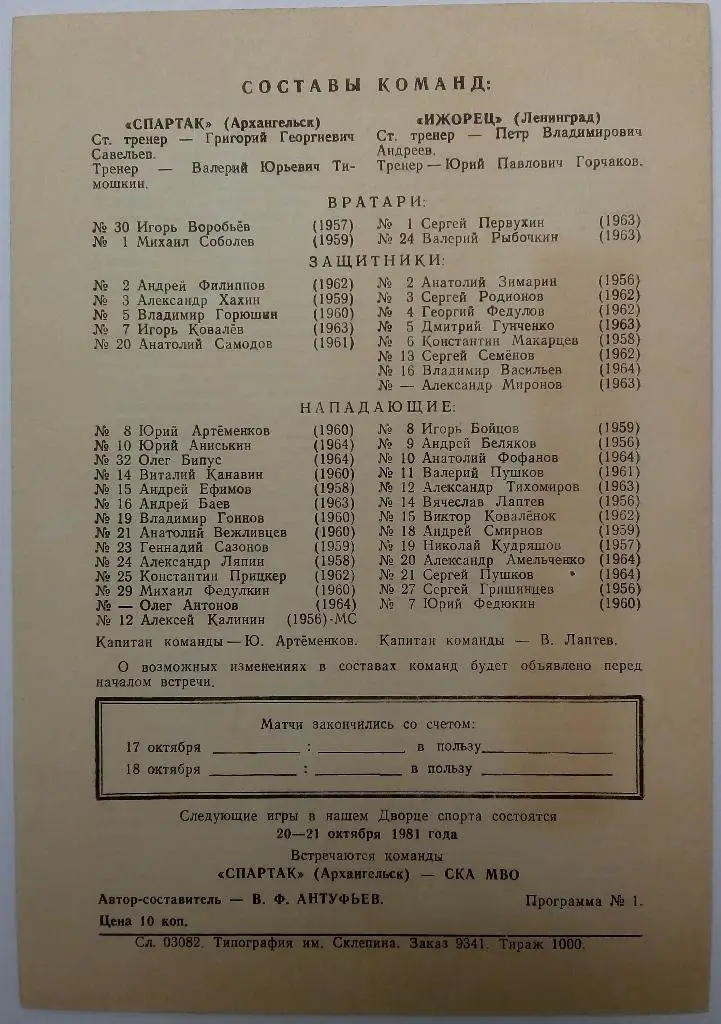 СОСТАВЫ КОМАНД:
«СПАРТАК» (Архангельск)
Ст. тренер — Григорий Георгиевич
Савельев.
Тренер — Валерий Юрьевич Ти-
мошкин.
«ИЖОРЕЦ» (Ленинград)
Ст. тренер — Петр Владимирович
Андреев.
Тренер — Юрий Павлович Горчаков.
ВРАТАРИ:
№ 30 Игорь Воробьёв (1957)
№ 1 Михаил Соболев (1959)
№ 1 Сергей Первухин (1963)
№ 24 Валерий Рыбочкин (1963)
ЗАЩИТНИКИ:
№ 2 Андрей Филиппов (1962)
№ 3 Александр Хахин (1959)
№ 5 Владимир Горюшин (1960)
№ 7 Игорь Ковалёв (1963)
№ 20 Анатолий Самодов (1961)
№ 2 Анатолий Зимарин (1956)
№ 3 Сергей Родионов (1962)
№ 4 Георгий Федулов (1962)
№ 5 Дмитрий Гунченко (1963)
№ 6 Константин Макарцев (1958)
№ 13 Сергей Семёнов (1962)
№ 16 Владимир Васильев (1964)
№ — Александр Миронов (1963)
НАПАДАЮЩИЕ:
№ 8 Юрий Артёменков (1960)
№ 10 Юрий Аниськин (1964)
№ 32 Олег Бипус (1964)
№ 14 Виталий Канавин (1960)
№ 15 Андрей Ефимов (1958)
№ 16 Андрей Баев (1963)
№ 19 Владимир Гоинов (1960)
№ 21 Анатолий Вежливцев (1960)
№ 23 Геннадий Сазонов (1959)
№ 24 Александр Ляпин (1958)
№ 25 Константин Прицкер (1962)
№ 29 Михаил Федулкин (1960)
№ — Олег Антонов (1964)
№ 12 Алексей Калинин (1956)-МС
№ 8 Игорь Бойцов (1959)
№ 9 Андрей Беляков (1956)
№ 10 Анатолий Фофанов (1964)
№ 11 Валерий Пушков (1961)
№ 12 Александр Тихомиров (1963)
№ 14 Вячеслав Лаптев (1956)
№ 15 Виктор Коваленок (1962)
№ 18 Андрей Смирнов (1959)
№ 19 Николай Кудряшов (1957)
№ 20 Александр Амельченко (1964)
№ 21 Сергей Пушков (1964)
№ 27 Сергей Гришинцев (1956)
№ 7 Юрий Федюкин (1960)
Капитан команды — Ю. Артёменков.
Капитан команды — В. Лаптев.
О возможных изменениях в составах команд будет объявлено перед
началом встречи.
Матчи закончились со счетом:
17 октября ________ : ________ в пользу ____________
18 октября ________ : ________ в пользу ____________
Следующие игры в нашем Дворце спорта состоятся
20—21 октября 1981 года
Встречаются команды
«СПАРТАК» (Архангельск) — СКА МВО
Автор-составитель — В. Ф. АНТУФЬЕВ. Программа № 1.
Цена 10 коп.
Сл. 03082. Типография им. Склепина. Заказ 9341. Тираж 1000.